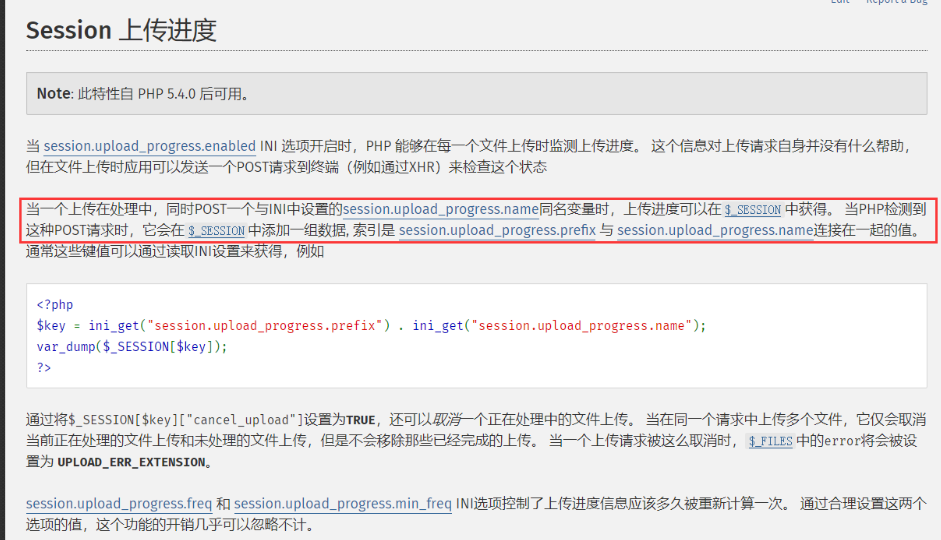 Edit Report a Bug
Session 上传进度
Note: 此特性自 PHP 5.4.0 后可用。
当 session.upload_progress.enabled INI 选项开启时，PHP 能够在每一个文件上传时监测上传进度。 这个信息对上传请求自身并没有什么帮助，
但在文件上传时应用可以发送一个POST请求到终端（例如通过XHR）来检查这个状态
当一个上传在处理中，同时POST一个与INI中设置的session.upload_progress.name同名变量时，上传进度可以在 $_SESSION 中获得。 当PHP检测到
这种POST请求时，它会在 $_SESSION 中添加一组数据, 索引是 session.upload_progress.prefix 与 session.upload_progress.name连接在一起的值。
通常这些键值可以通过读取INI设置来获得，例如
<?php
$key = ini_get("session.upload_progress.prefix") . ini_get("session.upload_progress.name");
var_dump($_SESSION[$key]);
?>
通过将$_SESSION[$key]["cancel_upload"]设置为TRUE，还可以取消一个正在处理中的文件上传。 当在同一个请求中上传多个文件，它仅会取消
当前正在处理的文件上传和未处理的文件上传，但是不会移除那些已经完成的上传。 当一个上传请求被这么取消时， $_FILES 中的error将会被设
置为 UPLOAD_ERR_EXTENSION。
session.upload_progress.freq 和 session.upload_progress.min_freq INI选项控制了上传进度信息应该多久被重新计算一次。 通过合理设置这两个
选项的值，这个功能的开销几乎可以忽略不计。